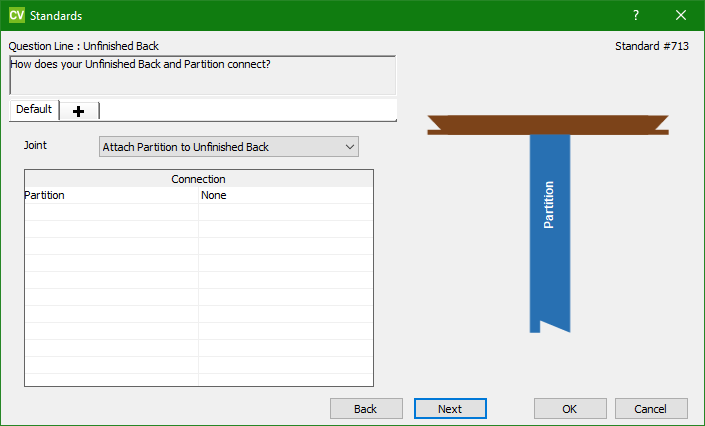 CV Standards ?
Question Line : Unfinished Back Standard #713
How does your Unfinished Back and Partition connect?
Default
Joint Attach Partition to Unfinished Back
Connection
Partition None
Partition
Back Next OK Cancel